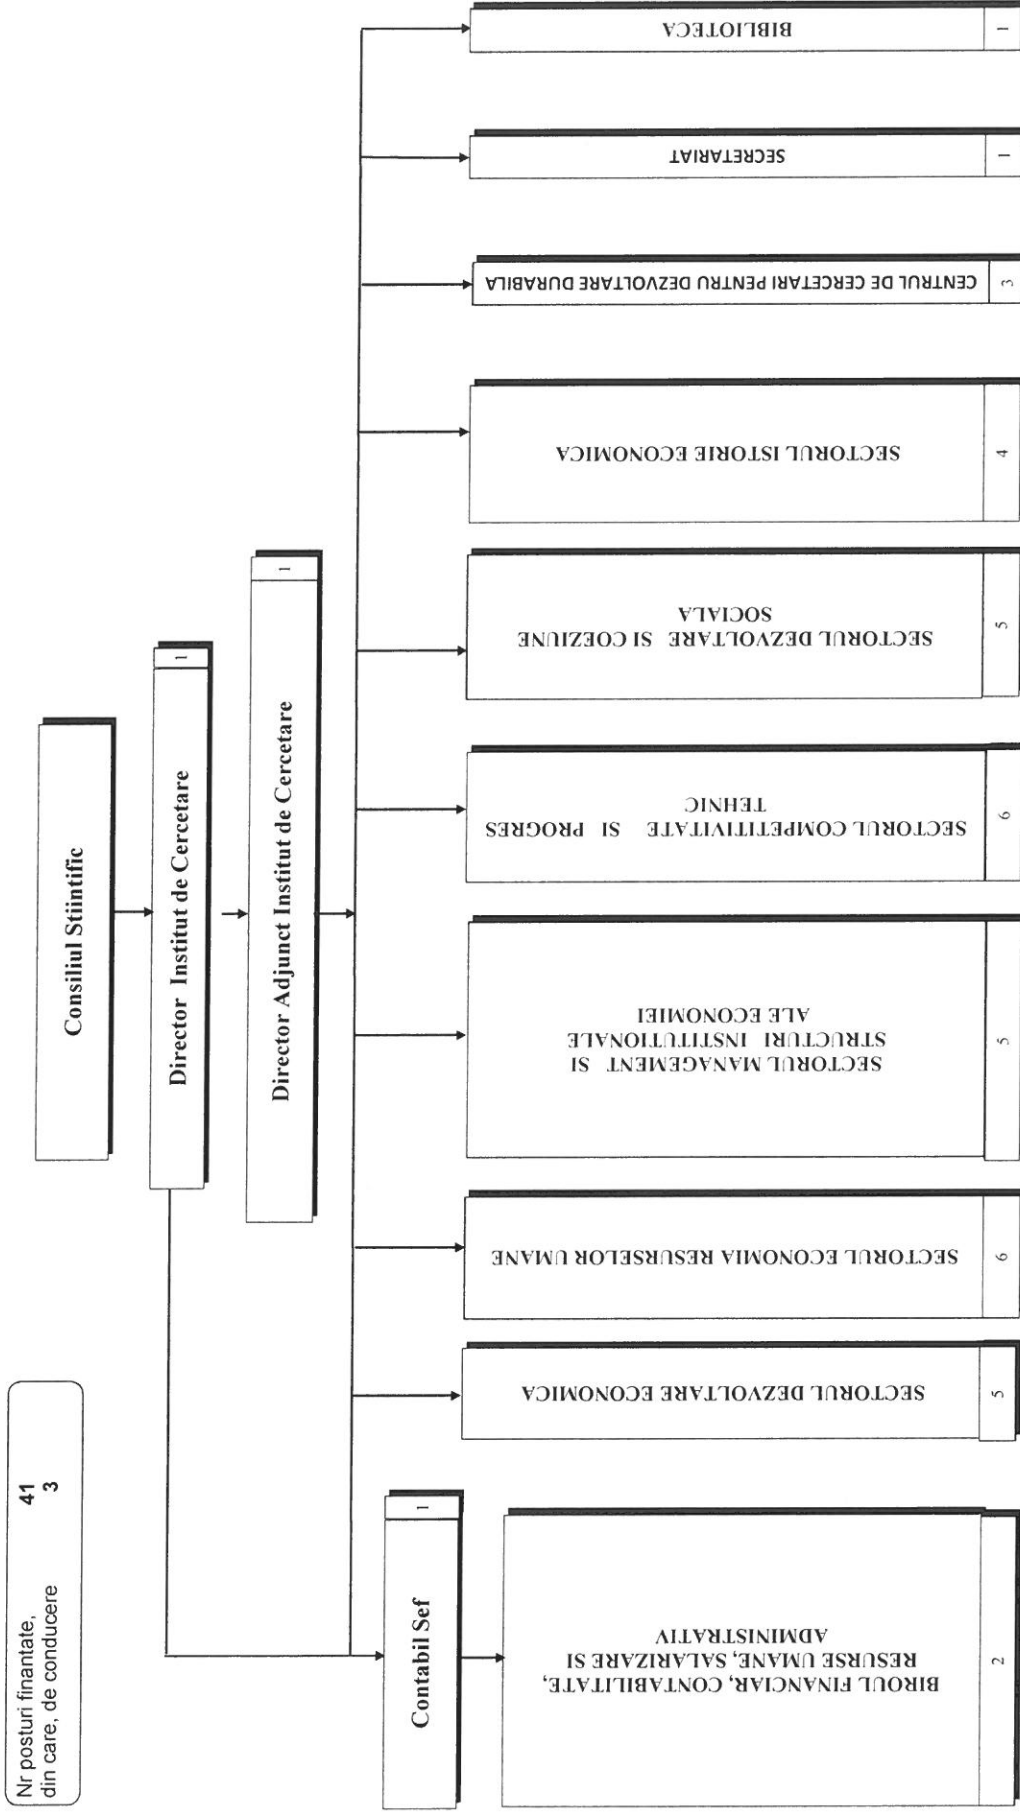 Nr posturi finantate, 41
din care, de conducere 3
Consiliul Stiintific
Director Institut de Cercetare 1
Director Adjunct Institut de Cercetare 1
Contabil Sef 1
BIROUL FINANCIAR, CONTABILITATE,
RESURSE UMANE, SALARIZARE SI
ADMINISTRATIV
2
SECTORUL DEZVOLTARE ECONOMICA
5
SECTORUL ECONOMIA RESURSELOR UMANE
6
SECTORUL MANAGEMENT SI
STRUCTURI INSTITUTIONALE
ALE ECONOMIEI
5
SECTORUL COMPETITIVITATE SI PROGRES
TEHNIC
6
SECTORUL DEZVOLTARE SI COEZIUNE
SOCIALA
5
SECTORUL ISTORIE ECONOMICA
4
CENTRUL DE CERCETARI PENTRU DEZVOLTARE DURABILA
3
SECRETARIAT
1
BIBLIOTECA
1